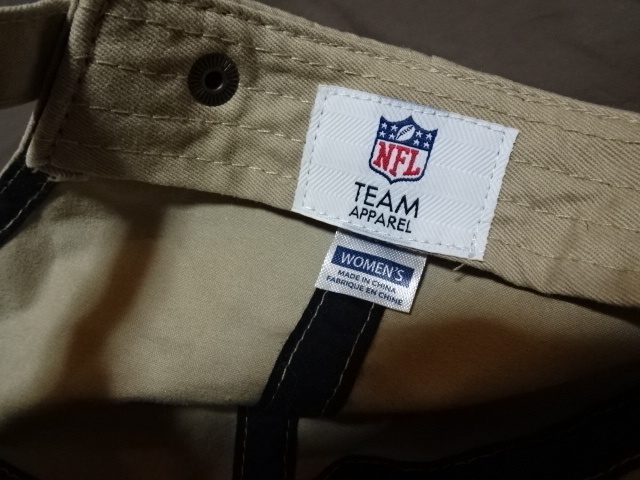 NFL
TEAM
APPAREL
WOMEN'S
MADE IN CHINA
FABRIQUE EN CHINE